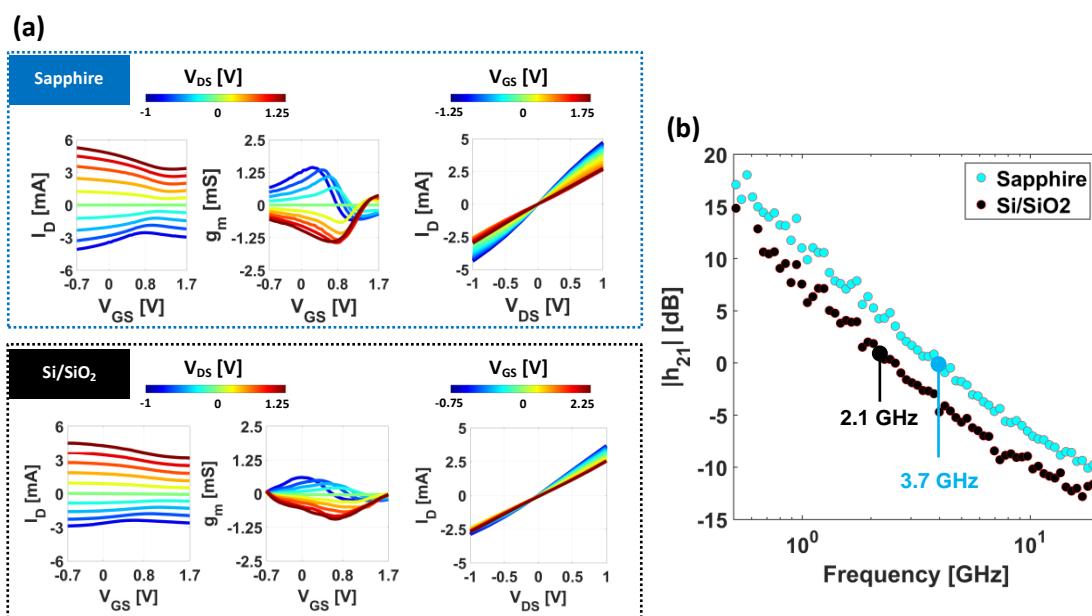 (a)
Sapphire
V_DS [V]
-1 0 1.25
V_GS [V]
-1.25 0 1.75
I_D [mA]
6
3
0
-3
-6
-0.7 0 0.8 1.7
V_GS [V]
g_m [mS]
2.5
1.25
0
-1.25
-2.5
-0.7 0 0.8 1.7
V_GS [V]
I_D [mA]
5
2.5
0
-2.5
-5
-1 -0.5 0 0.5 1
V_DS [V]
Si/SiO₂
V_DS [V]
-1 0 1.25
V_GS [V]
-0.75 0 2.25
I_D [mA]
6
3
0
-3
-6
-0.7 0 0.8 1.7
V_GS [V]
g_m [mS]
2.5
1.25
0
-1.25
-2.5
-0.7 0 0.8 1.7
V_GS [V]
I_D [mA]
5
2.5
0
-2.5
-5
-1 -0.5 0 0.5 1
V_DS [V]
(b)
|h₂₁| [dB]
20
15
10
5
0
-5
-10
-15
Sapphire
Si/SiO2
2.1 GHz
3.7 GHz
10⁰ 10¹
Frequency [GHz]